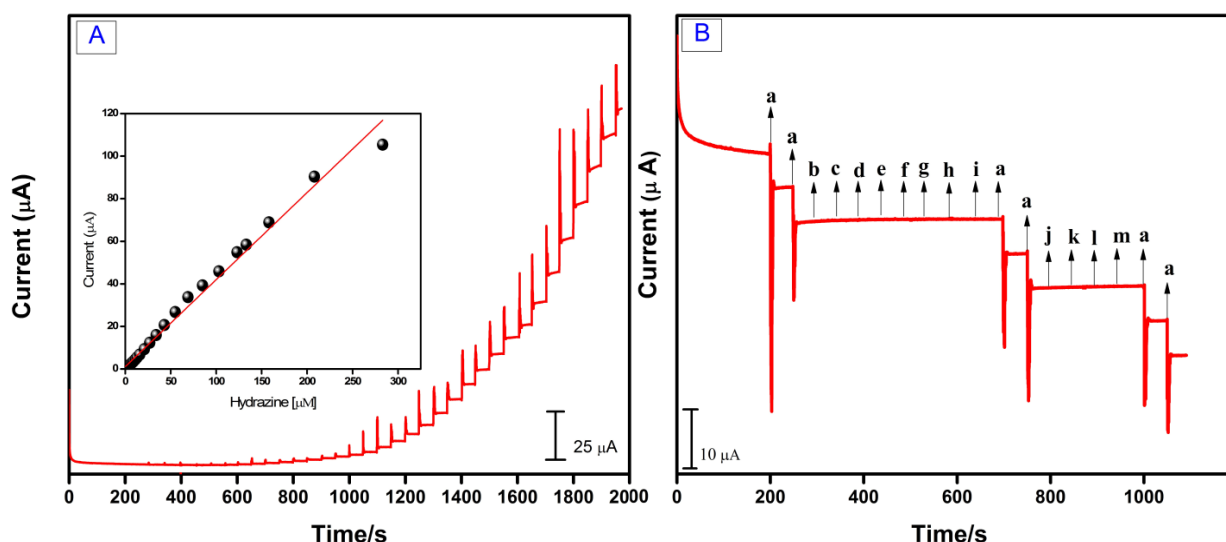 A
Current (μA)
120
100
80
60
40
20
0
Current (μA)
0 50 100 150 200 250 300
Hydrazine [μM]
25 μA
0 200 400 600 800 1000 1200 1400 1600 1800 2000
Time/s
B
Current (μ A)
a
a
b c d e f g h i a
a
j k l m a
a
10 μA
0 200 400 600 800 1000
Time/s